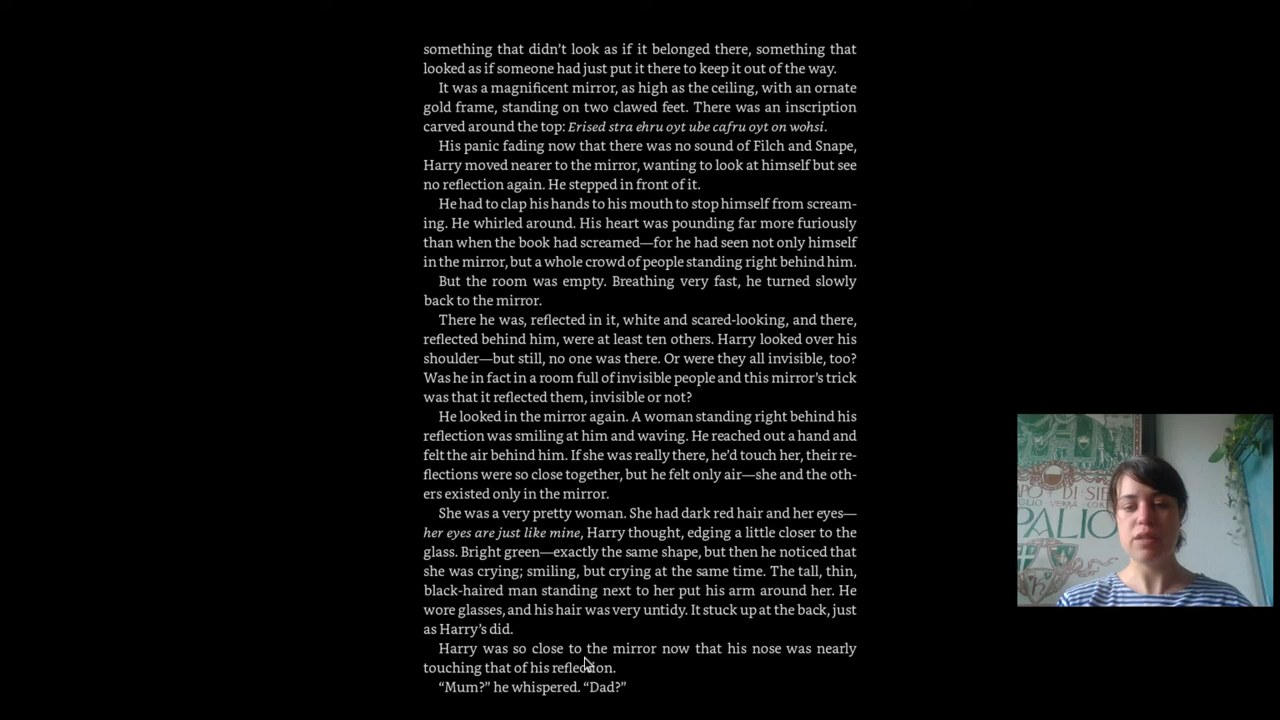 something that didn’t look as if it belonged there, something that
looked as if someone had just put it there to keep it out of the way.
It was a magnificent mirror, as high as the ceiling, with an ornate
gold frame, standing on two clawed feet. There was an inscription
carved around the top: Erised stra ehru oyt ube cafru oyt on wohsi.
His panic fading now that there was no sound of Filch and Snape,
Harry moved nearer to the mirror, wanting to look at himself but see
no reflection again. He stepped in front of it.
He had to clap his hands to his mouth to stop himself from scream-
ing. He whirled around. His heart was pounding far more furiously
than when the book had screamed—for he had seen not only himself
in the mirror, but a whole crowd of people standing right behind him.
But the room was empty. Breathing very fast, he turned slowly
back to the mirror.
There he was, reflected in it, white and scared-looking, and there,
reflected behind him, were at least ten others. Harry looked over his
shoulder—but still, no one was there. Or were they all invisible, too?
Was he in fact in a room full of invisible people and this mirror’s trick
was that it reflected them, invisible or not?
He looked in the mirror again. A woman standing right behind his
reflection was smiling at him and waving. He reached out a hand and
felt the air behind him. If she was really there, he’d touch her, their re-
flections were so close together, but he felt only air—she and the oth-
ers existed only in the mirror.
She was a very pretty woman. She had dark red hair and her eyes—
her eyes are just like mine, Harry thought, edging a little closer to the
glass. Bright green—exactly the same shape, but then he noticed that
she was crying; smiling, but crying at the same time. The tall, thin,
black-haired man standing next to her put his arm around her. He
wore glasses, and his hair was very untidy. It stuck up at the back, just
as Harry’s did.
Harry was so close to the mirror now that his nose was nearly
touching that of his reflection.
“Mum?” he whispered. “Dad?”
DI SIE
PALIO